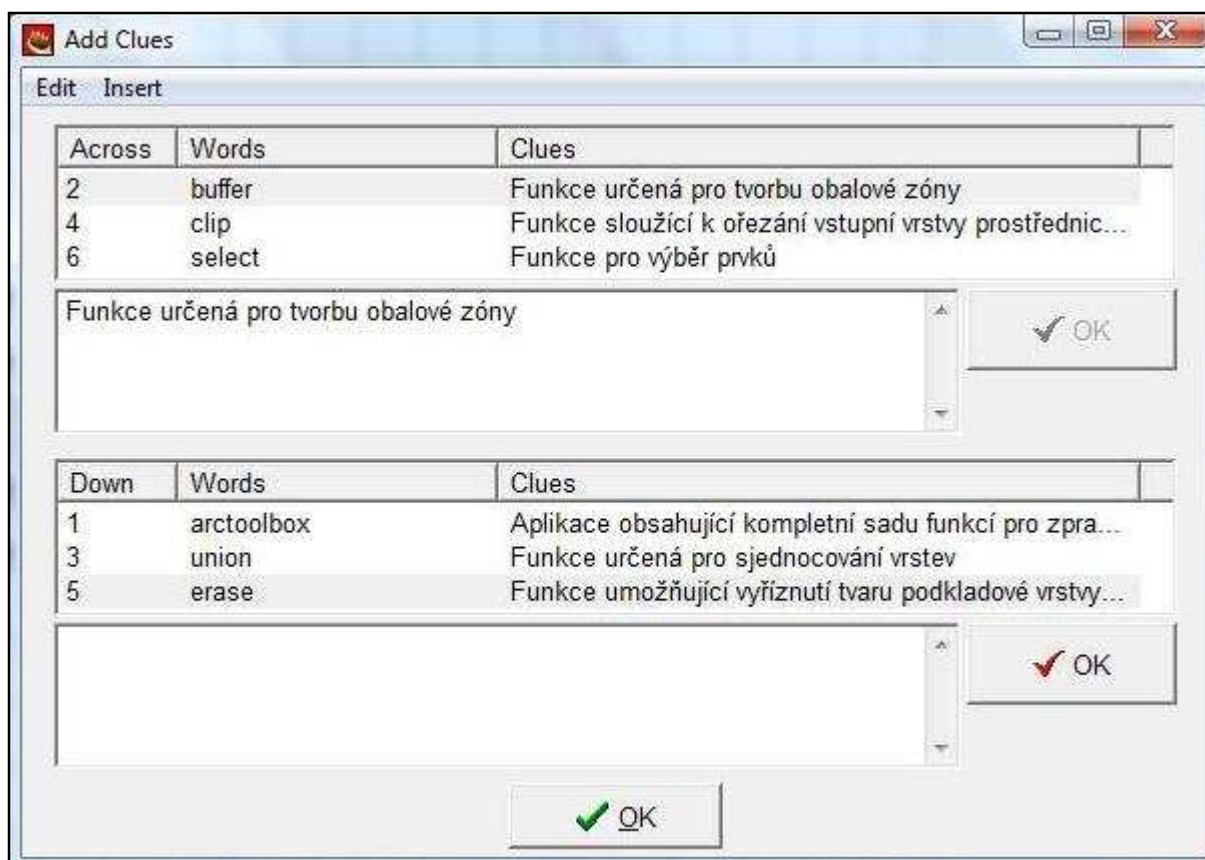 Add Clues
Edit Insert
Across Words Clues
2 buffer Funkce určená pro tvorbu obalové zóny
4 clip Funkce sloužící k ořezání vstupní vrstvy prostřednic...
6 select Funkce pro výběr prvků
Funkce určená pro tvorbu obalové zóny
OK
Down Words Clues
1 arctoolbox Aplikace obsahující kompletní sadu funkcí pro zpra...
3 union Funkce určená pro sjednocování vrstev
5 erase Funkce umožňující vyříznutí tvaru podkladové vrstvy...
OK
OK